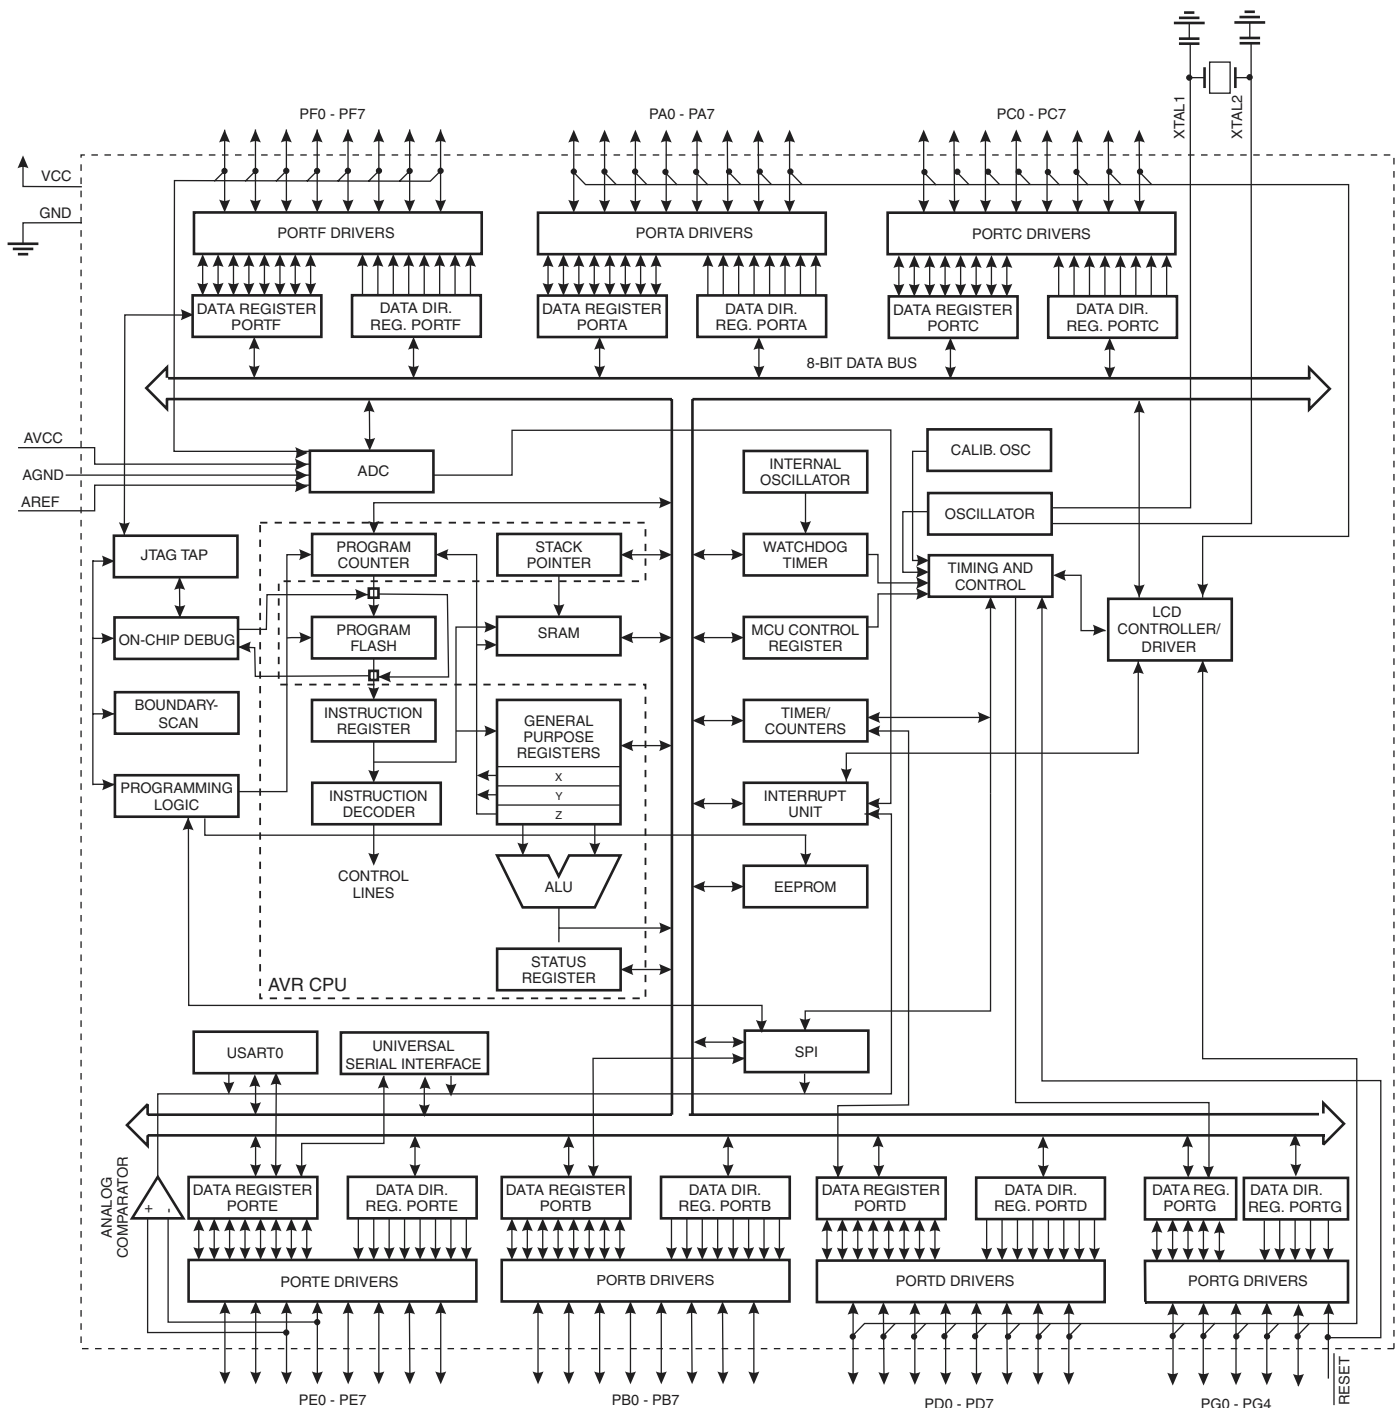 XTAL1
XTAL2
PF0 - PF7
PA0 - PA7
PC0 - PC7
VCC
GND
PORTF DRIVERS
PORTA DRIVERS
PORTC DRIVERS
DATA REGISTER
PORTF
DATA DIR.
REG. PORTF
DATA REGISTER
PORTA
DATA DIR.
REG. PORTA
DATA REGISTER
PORTC
DATA DIR.
REG. PORTC
8-BIT DATA BUS
AVCC
AGND
AREF
ADC
INTERNAL
OSCILLATOR
CALIB. OSC
OSCILLATOR
JTAG TAP
PROGRAM
COUNTER
STACK
POINTER
WATCHDOG
TIMER
TIMING AND
CONTROL
LCD
CONTROLLER/
DRIVER
ON-CHIP DEBUG
PROGRAM
FLASH
SRAM
MCU CONTROL
REGISTER
BOUNDARY-
SCAN
INSTRUCTION
REGISTER
GENERAL
PURPOSE
REGISTERS
X
Y
Z
TIMER/
COUNTERS
PROGRAMMING
LOGIC
INSTRUCTION
DECODER
INTERRUPT
UNIT
CONTROL
LINES
ALU
EEPROM
STATUS
REGISTER
AVR CPU
USART0
UNIVERSAL
SERIAL INTERFACE
SPI
ANALOG
COMPARATOR
+
-
DATA REGISTER
PORTE
DATA DIR.
REG. PORTE
DATA REGISTER
PORTB
DATA DIR.
REG. PORTB
DATA REGISTER
PORTD
DATA DIR.
REG. PORTD
DATA REG.
PORTG
DATA DIR.
REG. PORTG
PORTE DRIVERS
PORTB DRIVERS
PORTD DRIVERS
PORTG DRIVERS
PE0 - PE7
PB0 - PB7
PD0 - PD7
PG0 - PG4
RESET